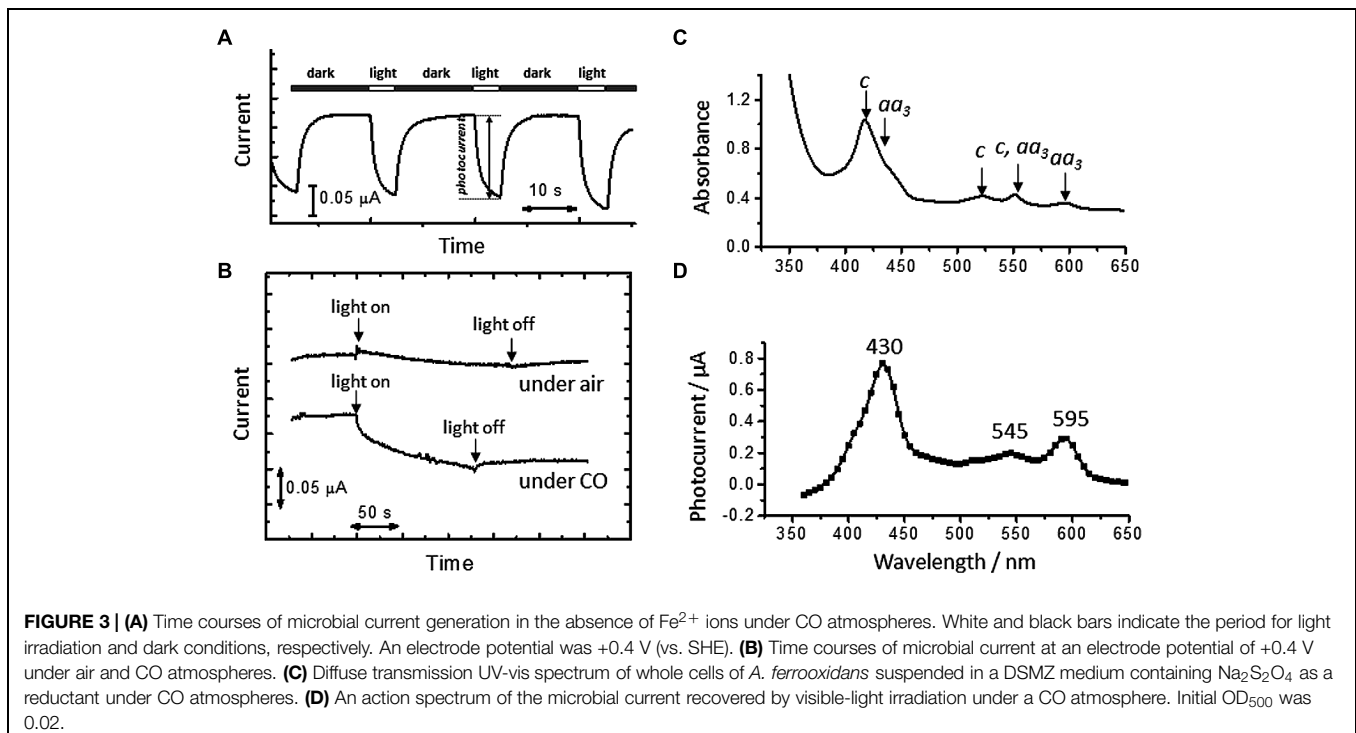 A
dark light dark light dark light
Current
photocurrent
0.05 µA
10 s
Time
B
light on
light off
under air
light on
light off
under CO
Current
0.05 µA
50 s
Time
C
Absorbance
1.2
0.8
0.4
0.0
c
aa3
c
c, aa3
aa3
350 400 450 500 550 600 650
D
Photocurrent / µA
0.8
0.6
0.4
0.2
0.0
-0.2
430
545
595
350 400 450 500 550 600 650
Wavelength / nm
FIGURE 3 | (A) Time courses of microbial current generation in the absence of Fe2+ ions under CO atmospheres. White and black bars indicate the period for light
irradiation and dark conditions, respectively. An electrode potential was +0.4 V (vs. SHE). (B) Time courses of microbial current at an electrode potential of +0.4 V
under air and CO atmospheres. (C) Diffuse transmission UV-vis spectrum of whole cells of A. ferrooxidans suspended in a DSMZ medium containing Na2S2O4 as a
reductant under CO atmospheres. (D) An action spectrum of the microbial current recovered by visible-light irradiation under a CO atmosphere. Initial OD500 was
0.02.